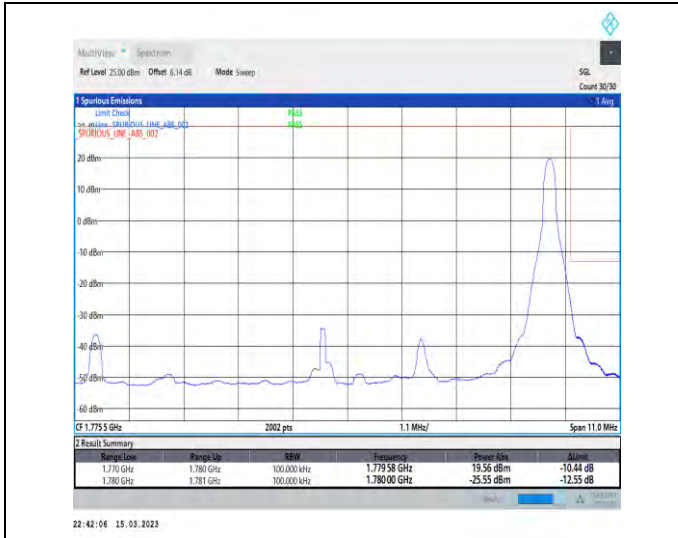 MultiView Spectrum
Ref Level 25.00 dBm Offset 6.14 dB Mode Sweep SGL
Count 30/30
1 Spurious Emissions 1 Avg
Limit Check PASS
Line _SPURIOUS_LINE_ABS_002 PASS
_SPURIOUS_LINE_ABS_002
20 dBm
10 dBm
0 dBm
-10 dBm
-20 dBm
-30 dBm
-40 dBm
-50 dBm
-60 dBm
CF 1.775 5 GHz 2002 pts 1.1 MHz/ Span 11.0 MHz
2 Result Summary
Range Low Range Up RBW Frequency Power Abs ΔLimit
1.770 GHz 1.780 GHz 100.000 kHz 1.779 58 GHz 19.56 dBm -10.44 dB
1.780 GHz 1.781 GHz 100.000 kHz 1.780 00 GHz -25.55 dBm -12.55 dB
22:42:06 15.03.2023